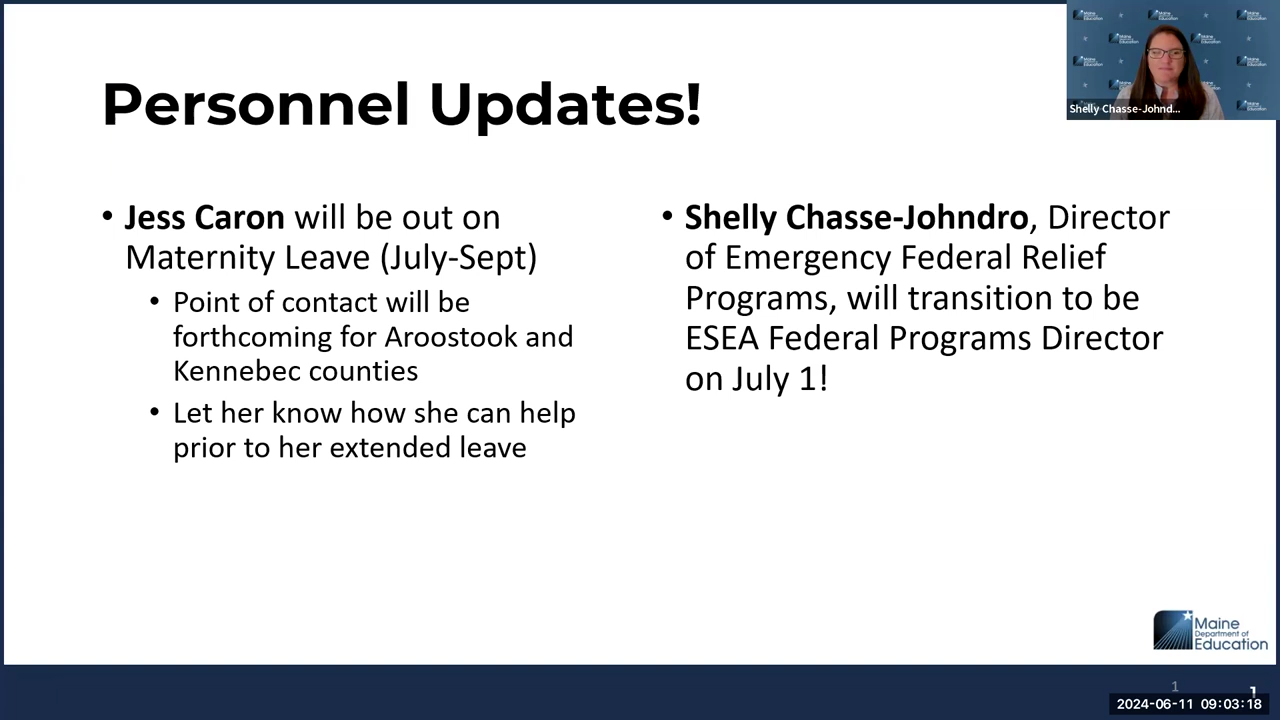 Personnel Updates!
• Jess Caron will be out on
Maternity Leave (July-Sept)
• Point of contact will be
forthcoming for Aroostook and
Kennebec counties
• Let her know how she can help
prior to her extended leave
• Shelly Chasse-Johndro, Director
of Emergency Federal Relief
Programs, will transition to be
ESEA Federal Programs Director
on July 1!
Shelly Chasse-Johnd...
Maine
Department of
Education
1
1
2024-06-11 09:03:18